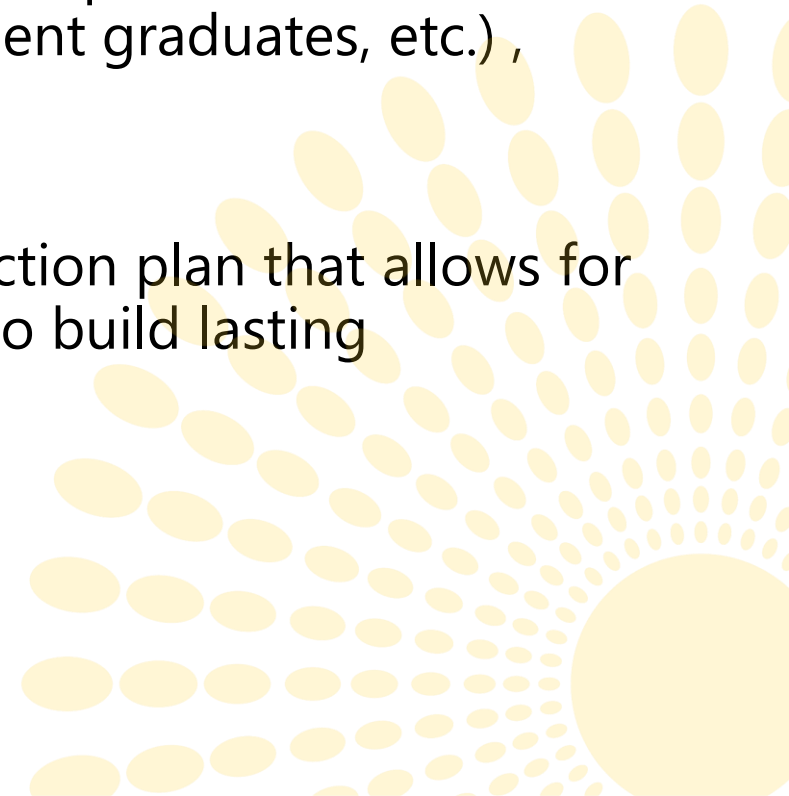 ent graduates, etc.) ,
ction plan that allows for
o build lasting